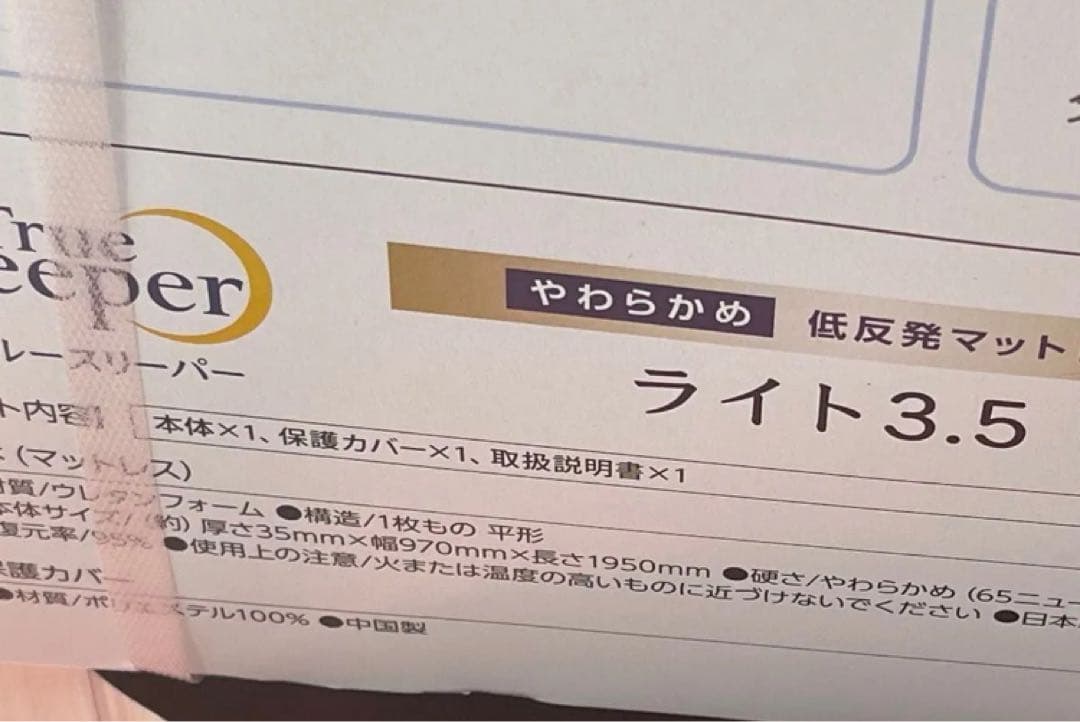 True
eeper
ルースリーパー
やわらかめ 低反発マット
ライト3.5
ト内容 本体×1、保護カバー×1、取扱説明書×1
(マットレス)
材質/ウレタンフォーム ●構造/1枚もの 平形
本体サイズ/(約)厚さ35mm×幅970mm×長さ1950mm ●硬さ/やわらかめ(65ニュー
復元率/95% ●使用上の注意/火または温度の高いものに近づけないでください ●日本
保護カバー
●材質/ポリエステル100% ●中国製